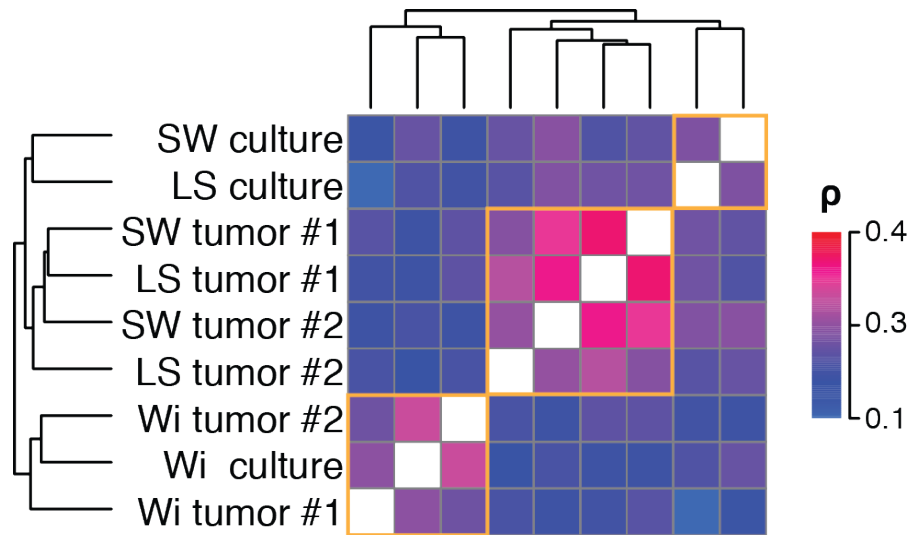 SW culture
LS culture
SW tumor #1
LS tumor #1
SW tumor #2
LS tumor #2
Wi tumor #2
Wi culture
Wi tumor #1
ρ
0.4
0.3
0.1